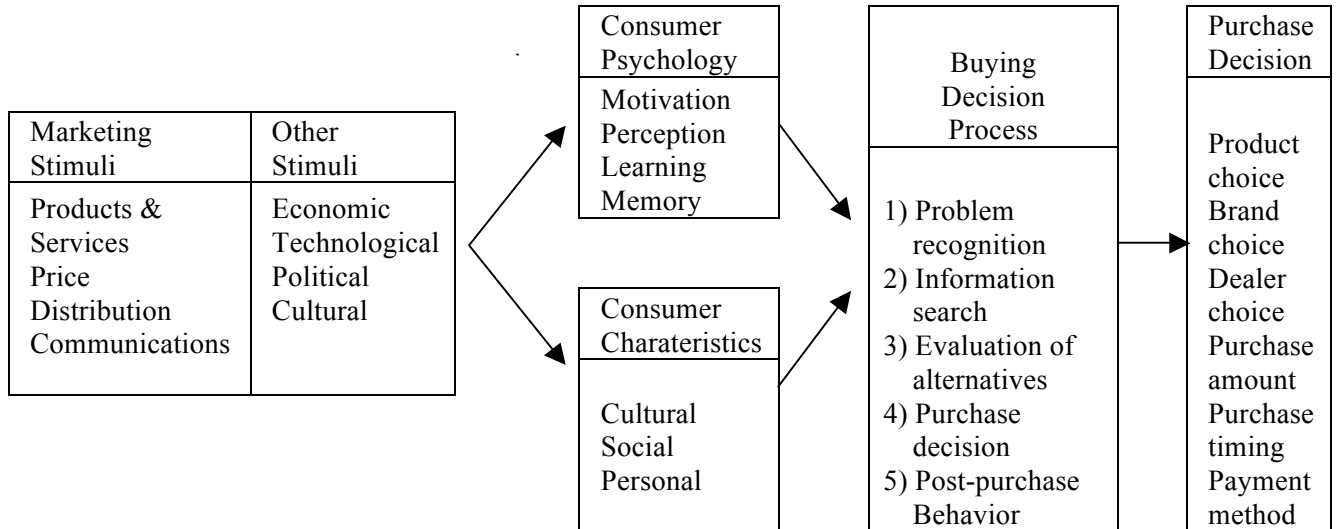 Marketing
Stimuli
Products &
Services
Price
Distribution
Communications
Other
Stimuli
Economic
Technological
Political
Cultural
Consumer
Psychology
Motivation
Perception
Learning
Memory
Consumer
Charateristics
Cultural
Social
Personal
Buying
Decision
Process
1) Problem
recognition
2) Information
search
3) Evaluation of
alternatives
4) Purchase
decision
5) Post-purchase
Behavior
Purchase
Decision
Product
choice
Brand
choice
Dealer
choice
Purchase
amount
Purchase
timing
Payment
method